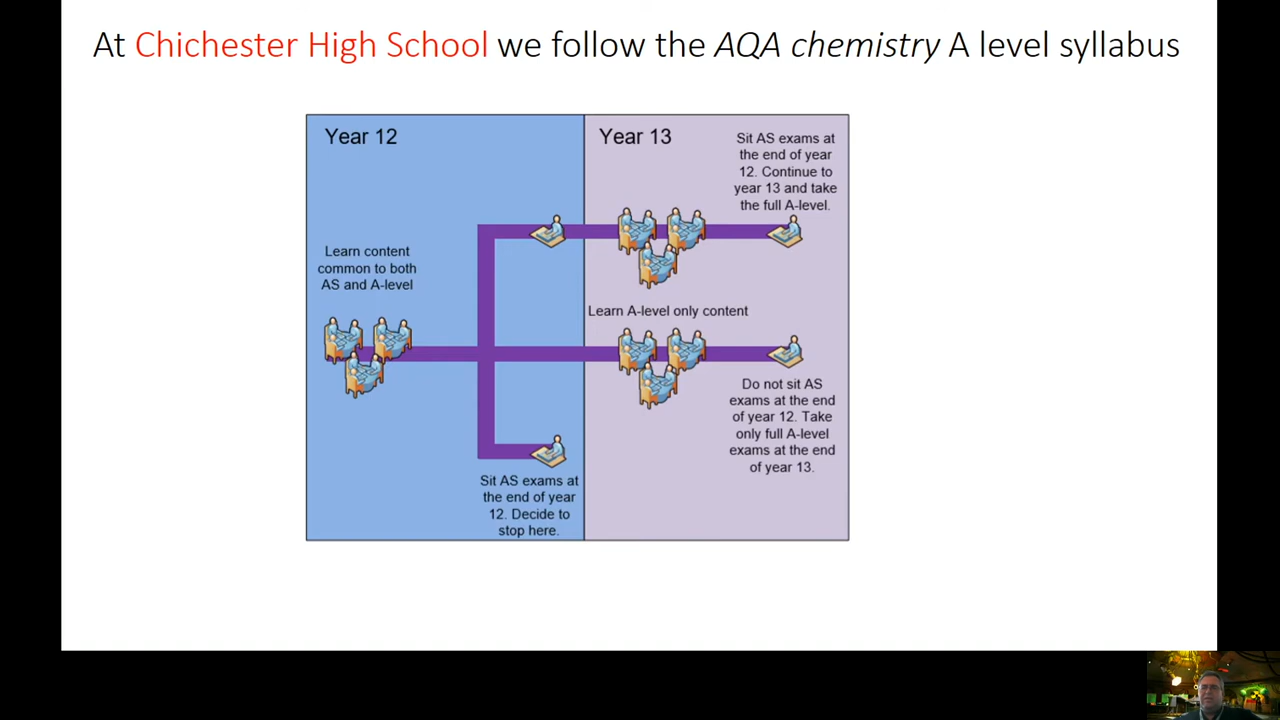 At Chichester High School we follow the AQA chemistry A level syllabus
Year 12
Learn content
common to both
AS and A-level
Sit AS exams at
the end of year
12. Decide to
stop here.
Year 13
Sit AS exams at
the end of year
12. Continue to
year 13 and take
the full A-level.
Learn A-level only content
Do not sit AS
exams at the end
of year 12. Take
only full A-level
exams at the end
of year 13.